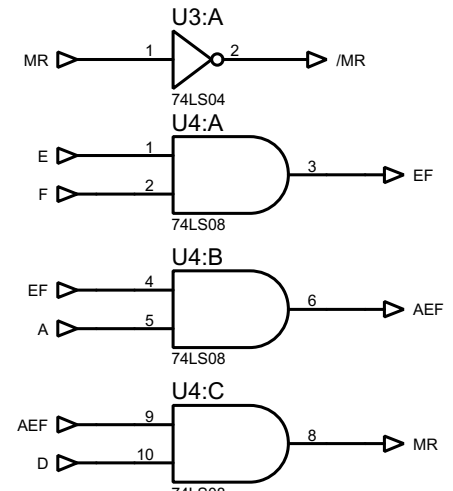 U3:A
MR 1 2 /MR
74LS04
U4:A
E 1
3 EF
F 2
74LS08
U4:B
EF 4
6 AEF
A 5
74LS08
U4:C
AEF 9
8 MR
D 10
74LS08